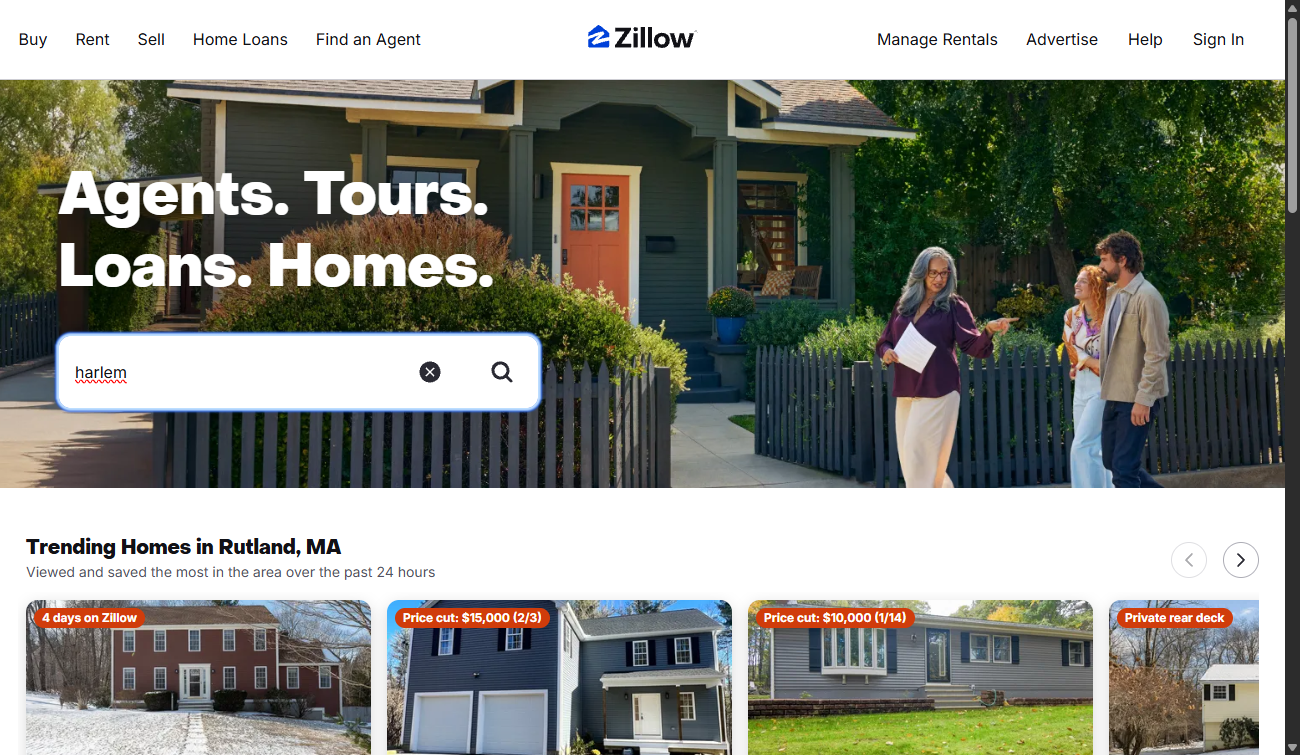 Buy Rent Sell Home Loans Find an Agent Zillow Manage Rentals Advertise Help Sign In
Agents. Tours.
Loans. Homes.
harlem
Trending Homes in Rutland, MA
Viewed and saved the most in the area over the past 24 hours
4 days on Zillow Price cut: $15,000 (2/3) Price cut: $10,000 (1/14) Private rear deck